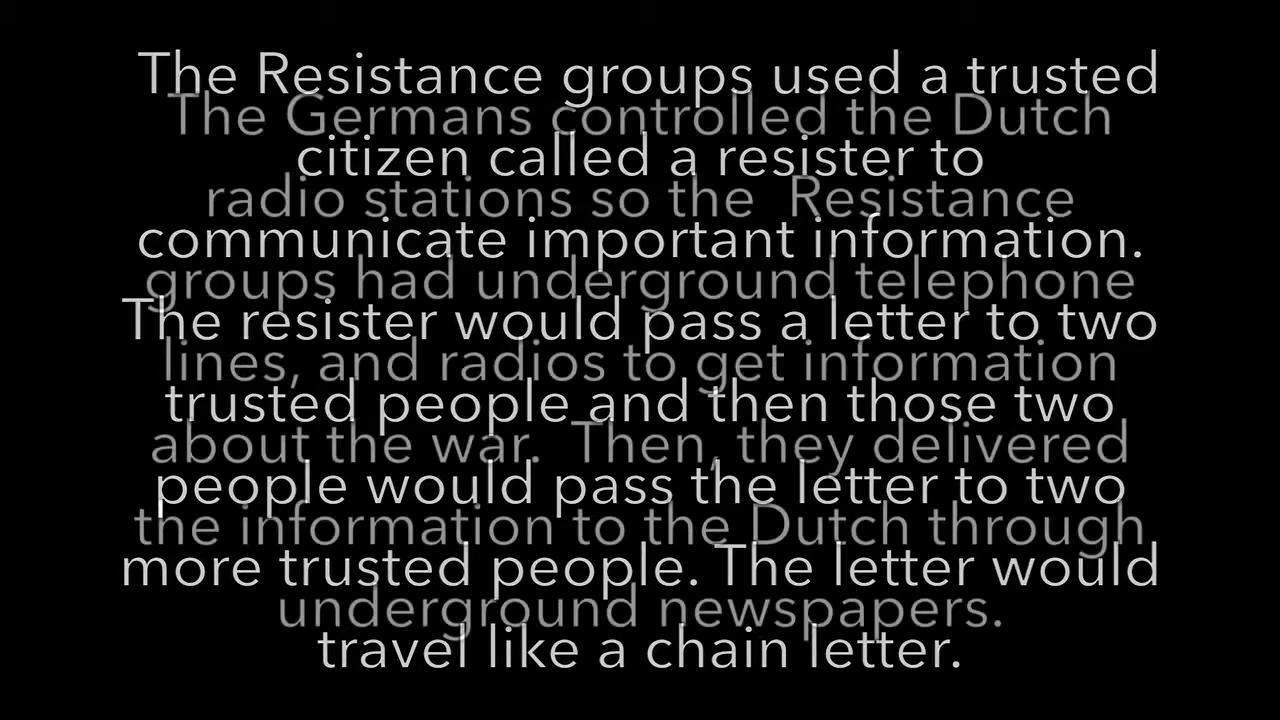 The Resistance groups used a trusted
The Germans controlled the Dutch
citizen called a resister to
radio stations so the  Resistance
communicate important information.
groups had underground telephone
The resister would pass a letter to two
lines, and radios to get information
trusted people and then those two
about the war.  Then, they delivered
people would pass the letter to two
the information to the Dutch through
more trusted people. The letter would
underground newspapers.
travel like a chain letter.